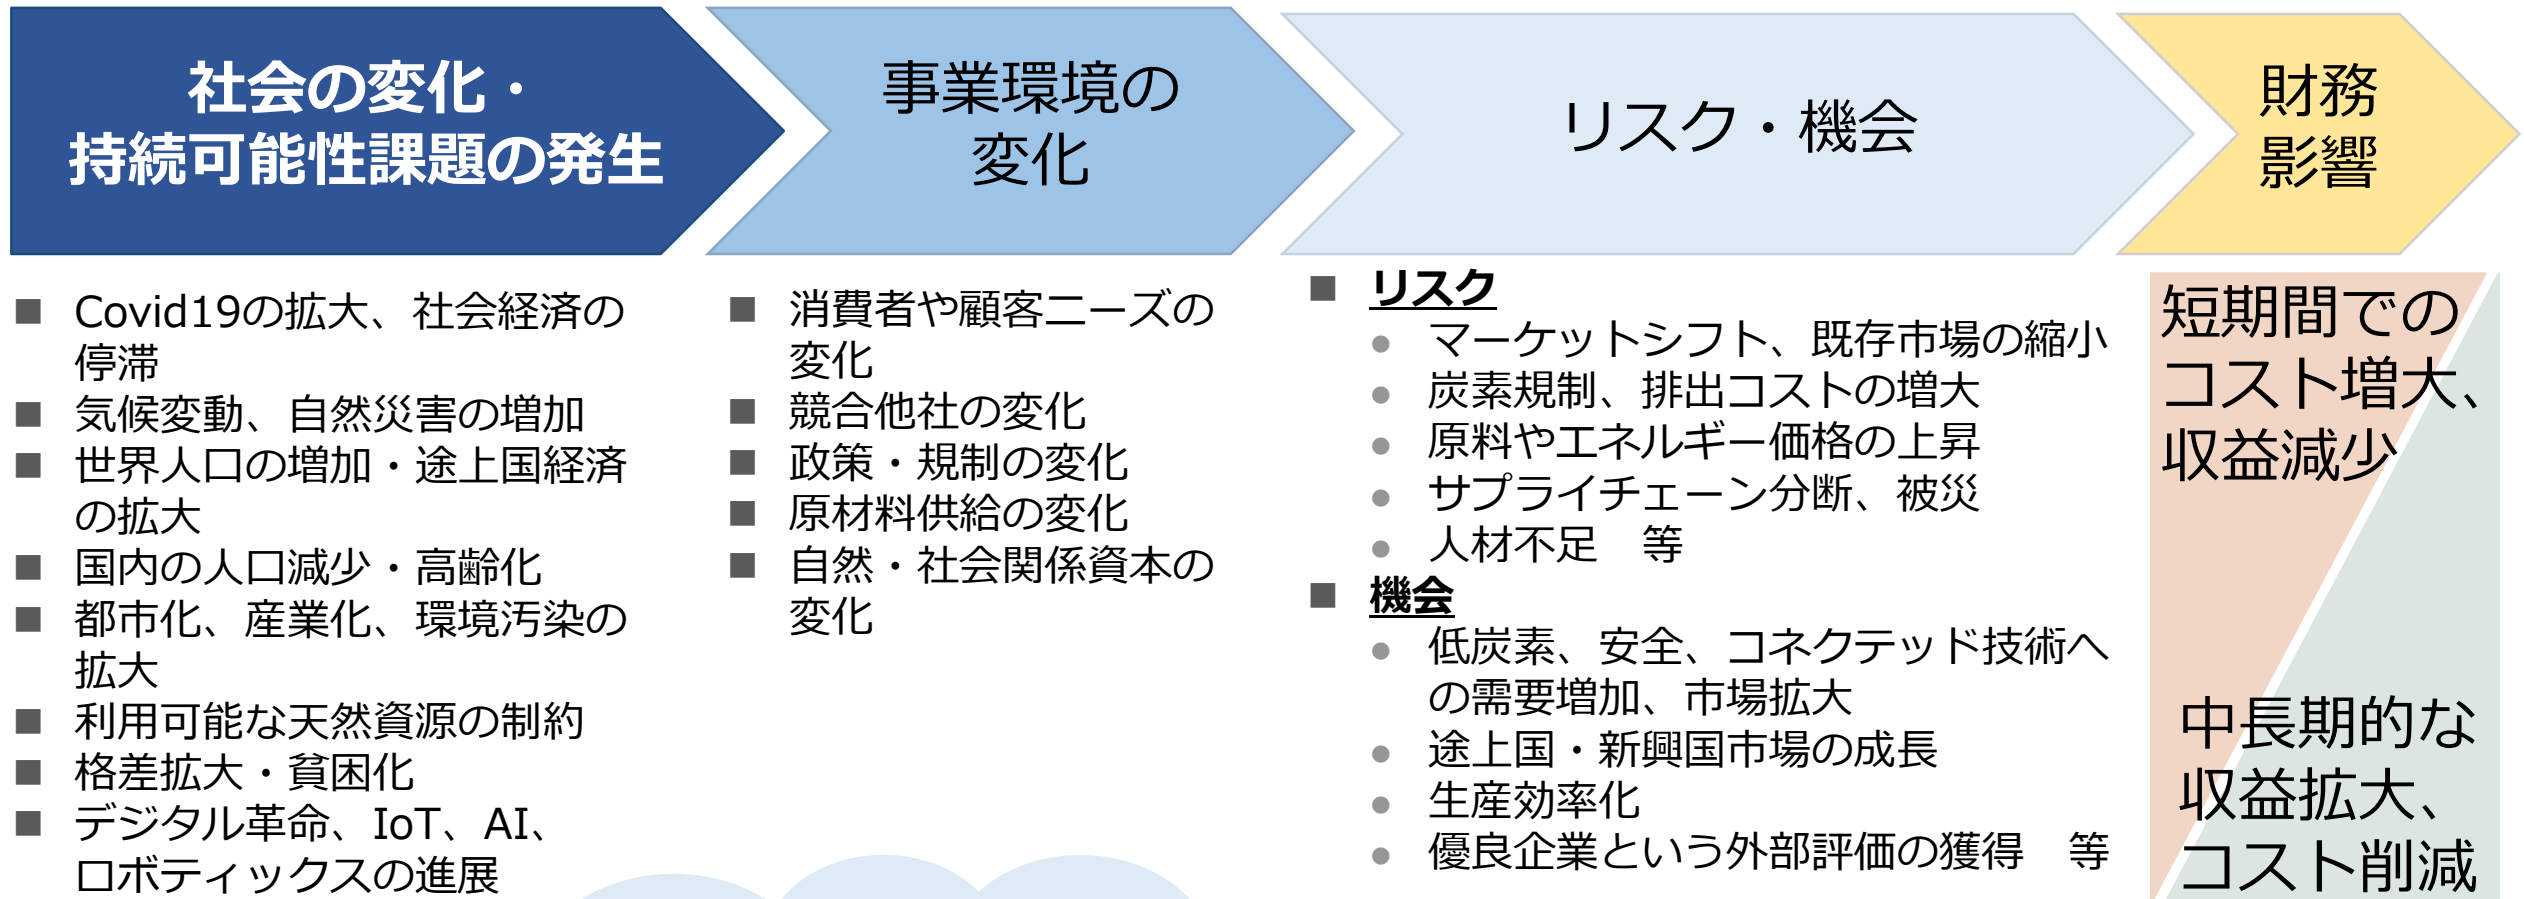 社会の変化・
持続可能性課題の発生
事業環境の
変化
リスク・機会
財務
影響
■ Covid19の拡大、社会経済の
停滞
■ 気候変動、自然災害の増加
■ 世界人口の増加・途上国経済
の拡大
■ 国内の人口減少・高齢化
■ 都市化、産業化、環境汚染の
拡大
■ 利用可能な天然資源の制約
■ 格差拡大・貧困化
■ デジタル革命、IoT、AI、
ロボティックスの進展
■ 消費者や顧客ニーズの
変化
■ 競合他社の変化
■ 政策・規制の変化
■ 原材料供給の変化
■ 自然・社会関係資本の
変化
■ リスク
● マーケットシフト、既存市場の縮小
● 炭素規制、排出コストの増大
● 原料やエネルギー価格の上昇
● サプライチェーン分断、被災
● 人材不足　等
■ 機会
● 低炭素、安全、コネクテッド技術へ
の需要増加、市場拡大
● 途上国・新興国市場の成長
● 生産効率化
● 優良企業という外部評価の獲得　等
短期間での
コスト増大、
収益減少
中長期的な
収益拡大、
コスト削減